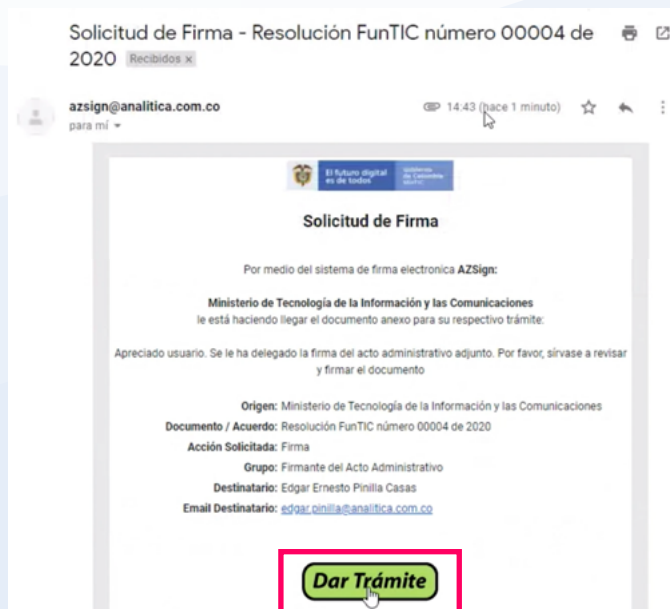 Solicitud de Firma - Resolución FunTIC número 00004 de
2020 Recibidos x
azsign@analitica.com.co 14:43 (hace 1 minuto)
para mí
El futuro digital
es de todos
Solicitud de Firma
Por medio del sistema de firma electronica AZSign:
Ministerio de Tecnología de la Información y las Comunicaciones
le está haciendo llegar el documento anexo para su respectivo trámite:
Apreciado usuario. Se le ha delegado la firma del acto administrativo adjunto. Por favor, sírvase a revisar
y firmar el documento
Origen: Ministerio de Tecnología de la Información y las Comunicaciones
Documento / Acuerdo: Resolución FunTIC número 00004 de 2020
Acción Solicitada: Firma
Grupo: Firmante del Acto Administrativo
Destinatario: Edgar Ernesto Pinilla Casas
Email Destinatario: edgar.pinilla@analitica.com.co
Dar Trámite